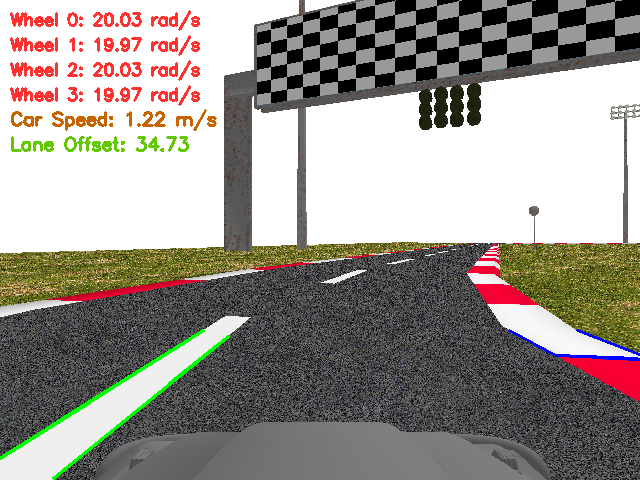 Wheel 0: 20.03 rad/s
Wheel 1: 19.97 rad/s
Wheel 2: 20.03 rad/s
Wheel 3: 19.97 rad/s
Car Speed: 1.22 m/s
Lane Offset: 34.73